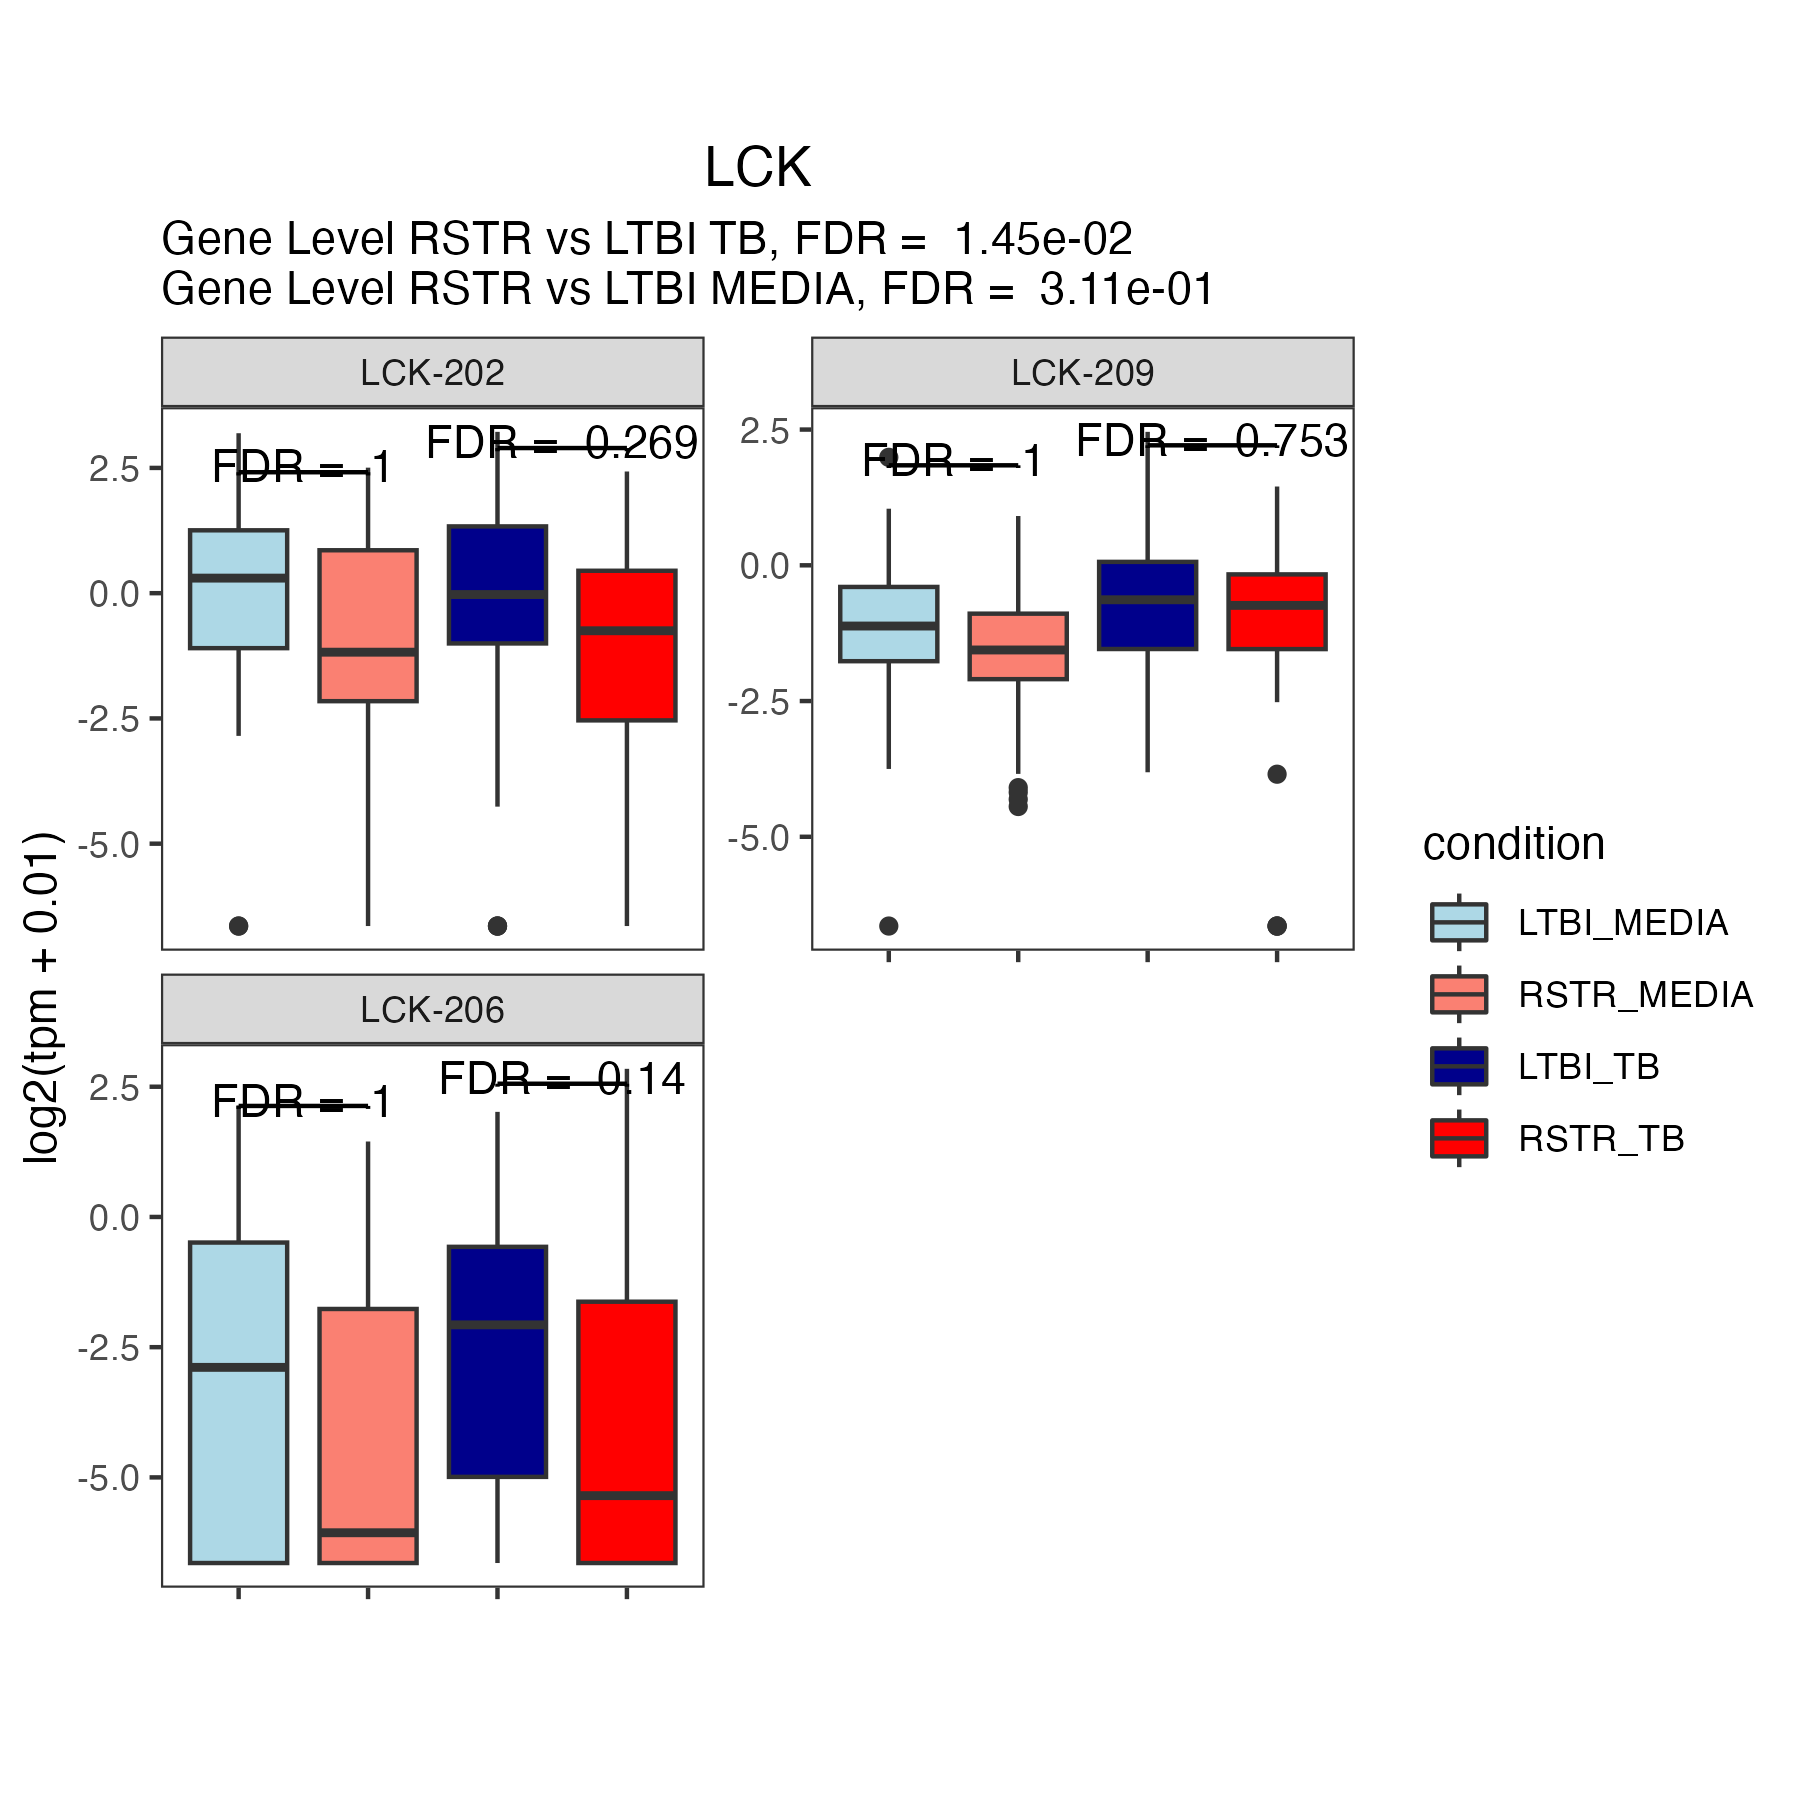 LCK
Gene Level RSTR vs LTBI TB, FDR =  1.45e-02
Gene Level RSTR vs LTBI MEDIA, FDR =  3.11e-01
LCK-202
LCK-209
FDR =  1
FDR =  0.269
2.5
0.0
-2.5
-5.0
FDR =  1
FDR =  0.753
2.5
0.0
-2.5
-5.0
LCK-206
FDR =  1
FDR =  0.14
2.5
0.0
-2.5
-5.0
log2(tpm + 0.01)
condition
LTBI_MEDIA
RSTR_MEDIA
LTBI_TB
RSTR_TB